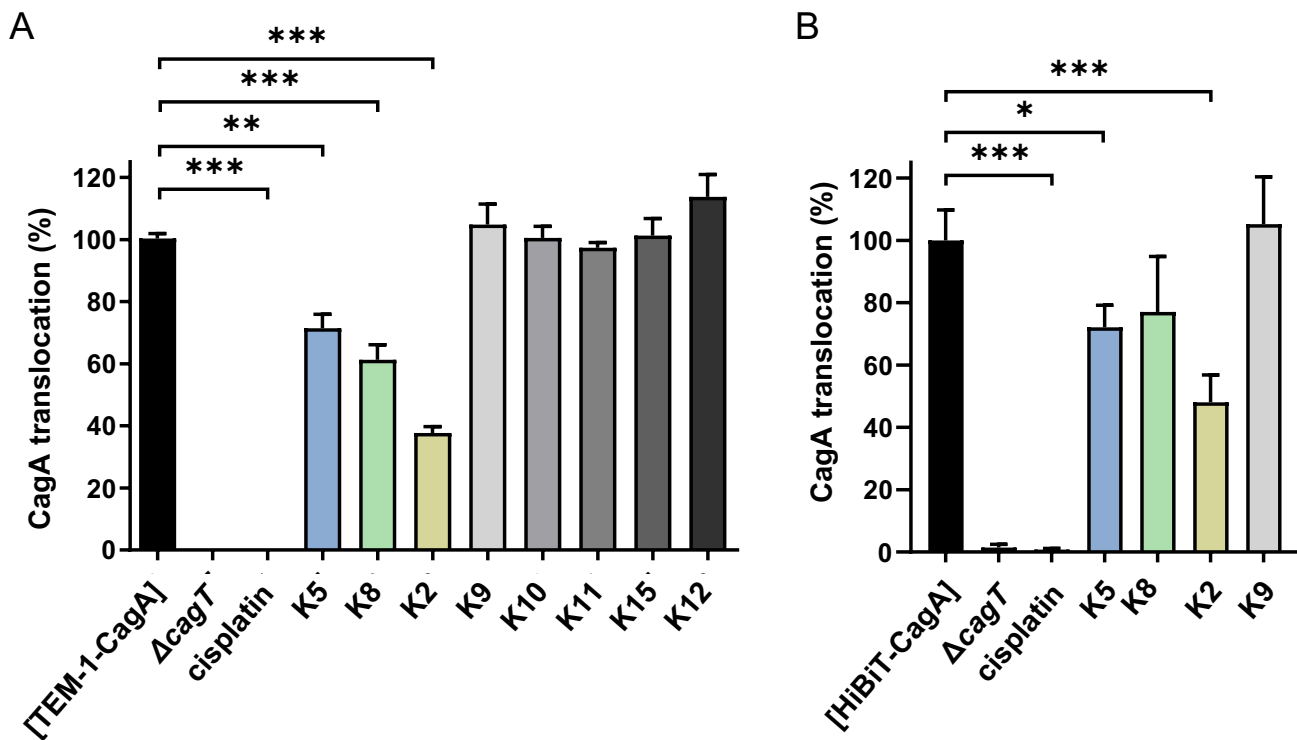 A
***
***
**
***
CagA translocation (%)
120
100
80
60
40
20
0
[TEM-1-CagA]
ΔcagT
cisplatin
K5
K8
K2
K9
K10
K11
K15
K12
B
***
*
***
CagA translocation (%)
120
100
80
60
40
20
0
[HiBiT-CagA]
ΔcagT
cisplatin
K5
K8
K2
K9